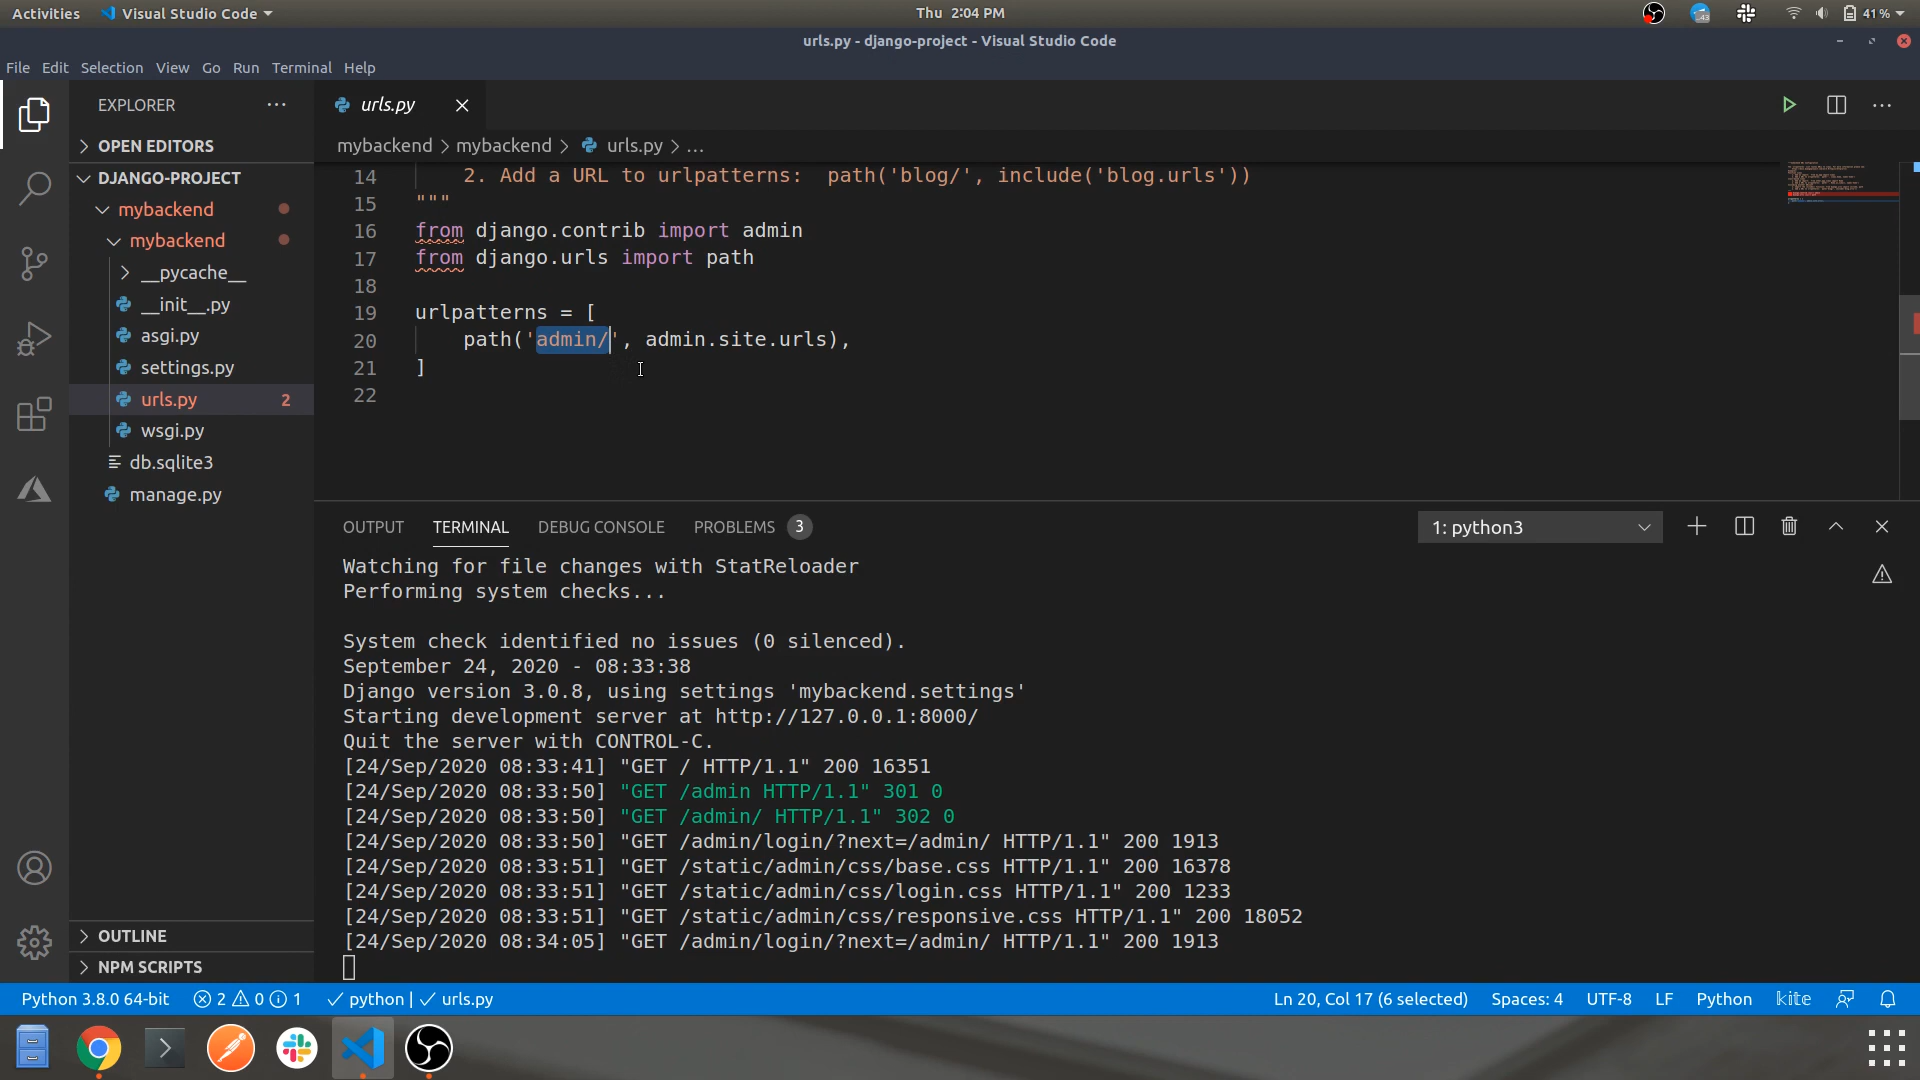 Activities Visual Studio Code Thu 2:04 PM 41%
urls.py - django-project - Visual Studio Code
File Edit Selection View Go Run Terminal Help
EXPLORER
OPEN EDITORS
DJANGO-PROJECT
mybackend
mybackend
__pycache__
__init__.py
asgi.py
settings.py
urls.py 2
wsgi.py
db.sqlite3
manage.py
OUTLINE
NPM SCRIPTS
urls.py
mybackend > mybackend > urls.py > ...
14 2. Add a URL to urlpatterns:  path('blog/', include('blog.urls'))
15 """
16 from django.contrib import admin
17 from django.urls import path
18
19 urlpatterns = [
20 path('admin/', admin.site.urls),
21 ]
22
OUTPUT TERMINAL DEBUG CONSOLE PROBLEMS 3 1: python3
Watching for file changes with StatReloader
Performing system checks...
System check identified no issues (0 silenced).
September 24, 2020 - 08:33:38
Django version 3.0.8, using settings 'mybackend.settings'
Starting development server at http://127.0.0.1:8000/
Quit the server with CONTROL-C.
[24/Sep/2020 08:33:41] "GET / HTTP/1.1" 200 16351
[24/Sep/2020 08:33:50] "GET /admin HTTP/1.1" 301 0
[24/Sep/2020 08:33:50] "GET /admin/ HTTP/1.1" 302 0
[24/Sep/2020 08:33:50] "GET /admin/login/?next=/admin/ HTTP/1.1" 200 1913
[24/Sep/2020 08:33:51] "GET /static/admin/css/base.css HTTP/1.1" 200 16378
[24/Sep/2020 08:33:51] "GET /static/admin/css/login.css HTTP/1.1" 200 1233
[24/Sep/2020 08:33:51] "GET /static/admin/css/responsive.css HTTP/1.1" 200 18052
[24/Sep/2020 08:34:05] "GET /admin/login/?next=/admin/ HTTP/1.1" 200 1913
Python 3.8.0 64-bit 2 0 1 python | urls.py Ln 20, Col 17 (6 selected) Spaces: 4 UTF-8 LF Python kite